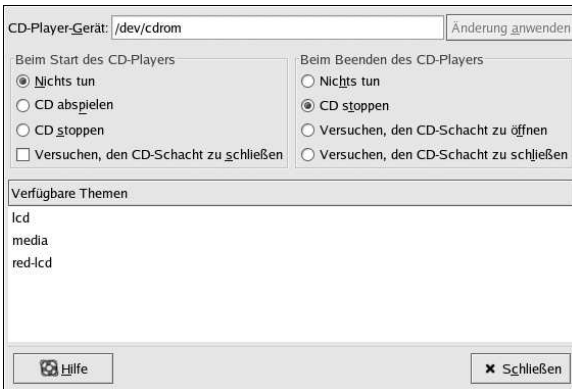 CD-Player-Gerät: /dev/cdrom Änderung anwenden
Beim Start des CD-Players
Nichts tun
CD abspielen
CD stoppen
Versuchen, den CD-Schacht zu schließen
Beim Beenden des CD-Players
Nichts tun
CD stoppen
Versuchen, den CD-Schacht zu öffnen
Versuchen, den CD-Schacht zu schließen
Verfügbare Themen
lcd
media
red-lcd
Hilfe
Schließen